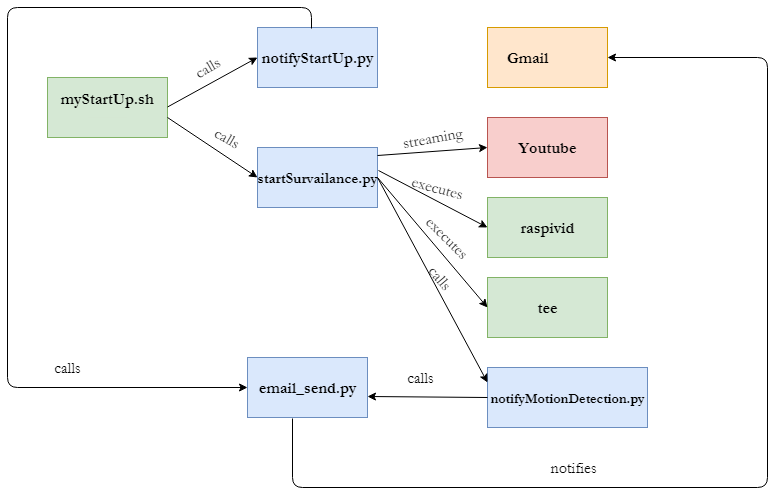 notifyStartUp.py
Gmail
calls
myStartUp.sh
calls
streaming
Youtube
startSurvailance.py
executes
raspivid
executes
calls
tee
calls
calls
email_send.py
notifyMotionDetection.py
notifies